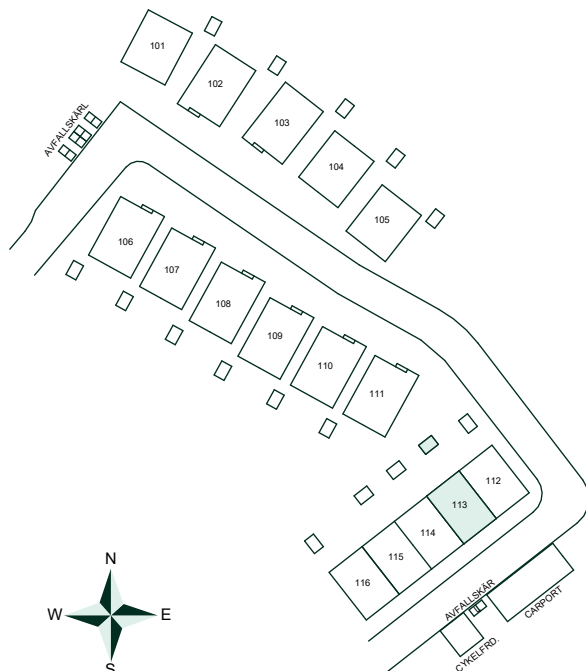 101
102
103
104
105
AVFALLSKÄRL
106
107
108
109
110
111
112
113
114
115
116
AVFALLSKÄR
CARPORT
CYKELFRD.
N
W
E
S